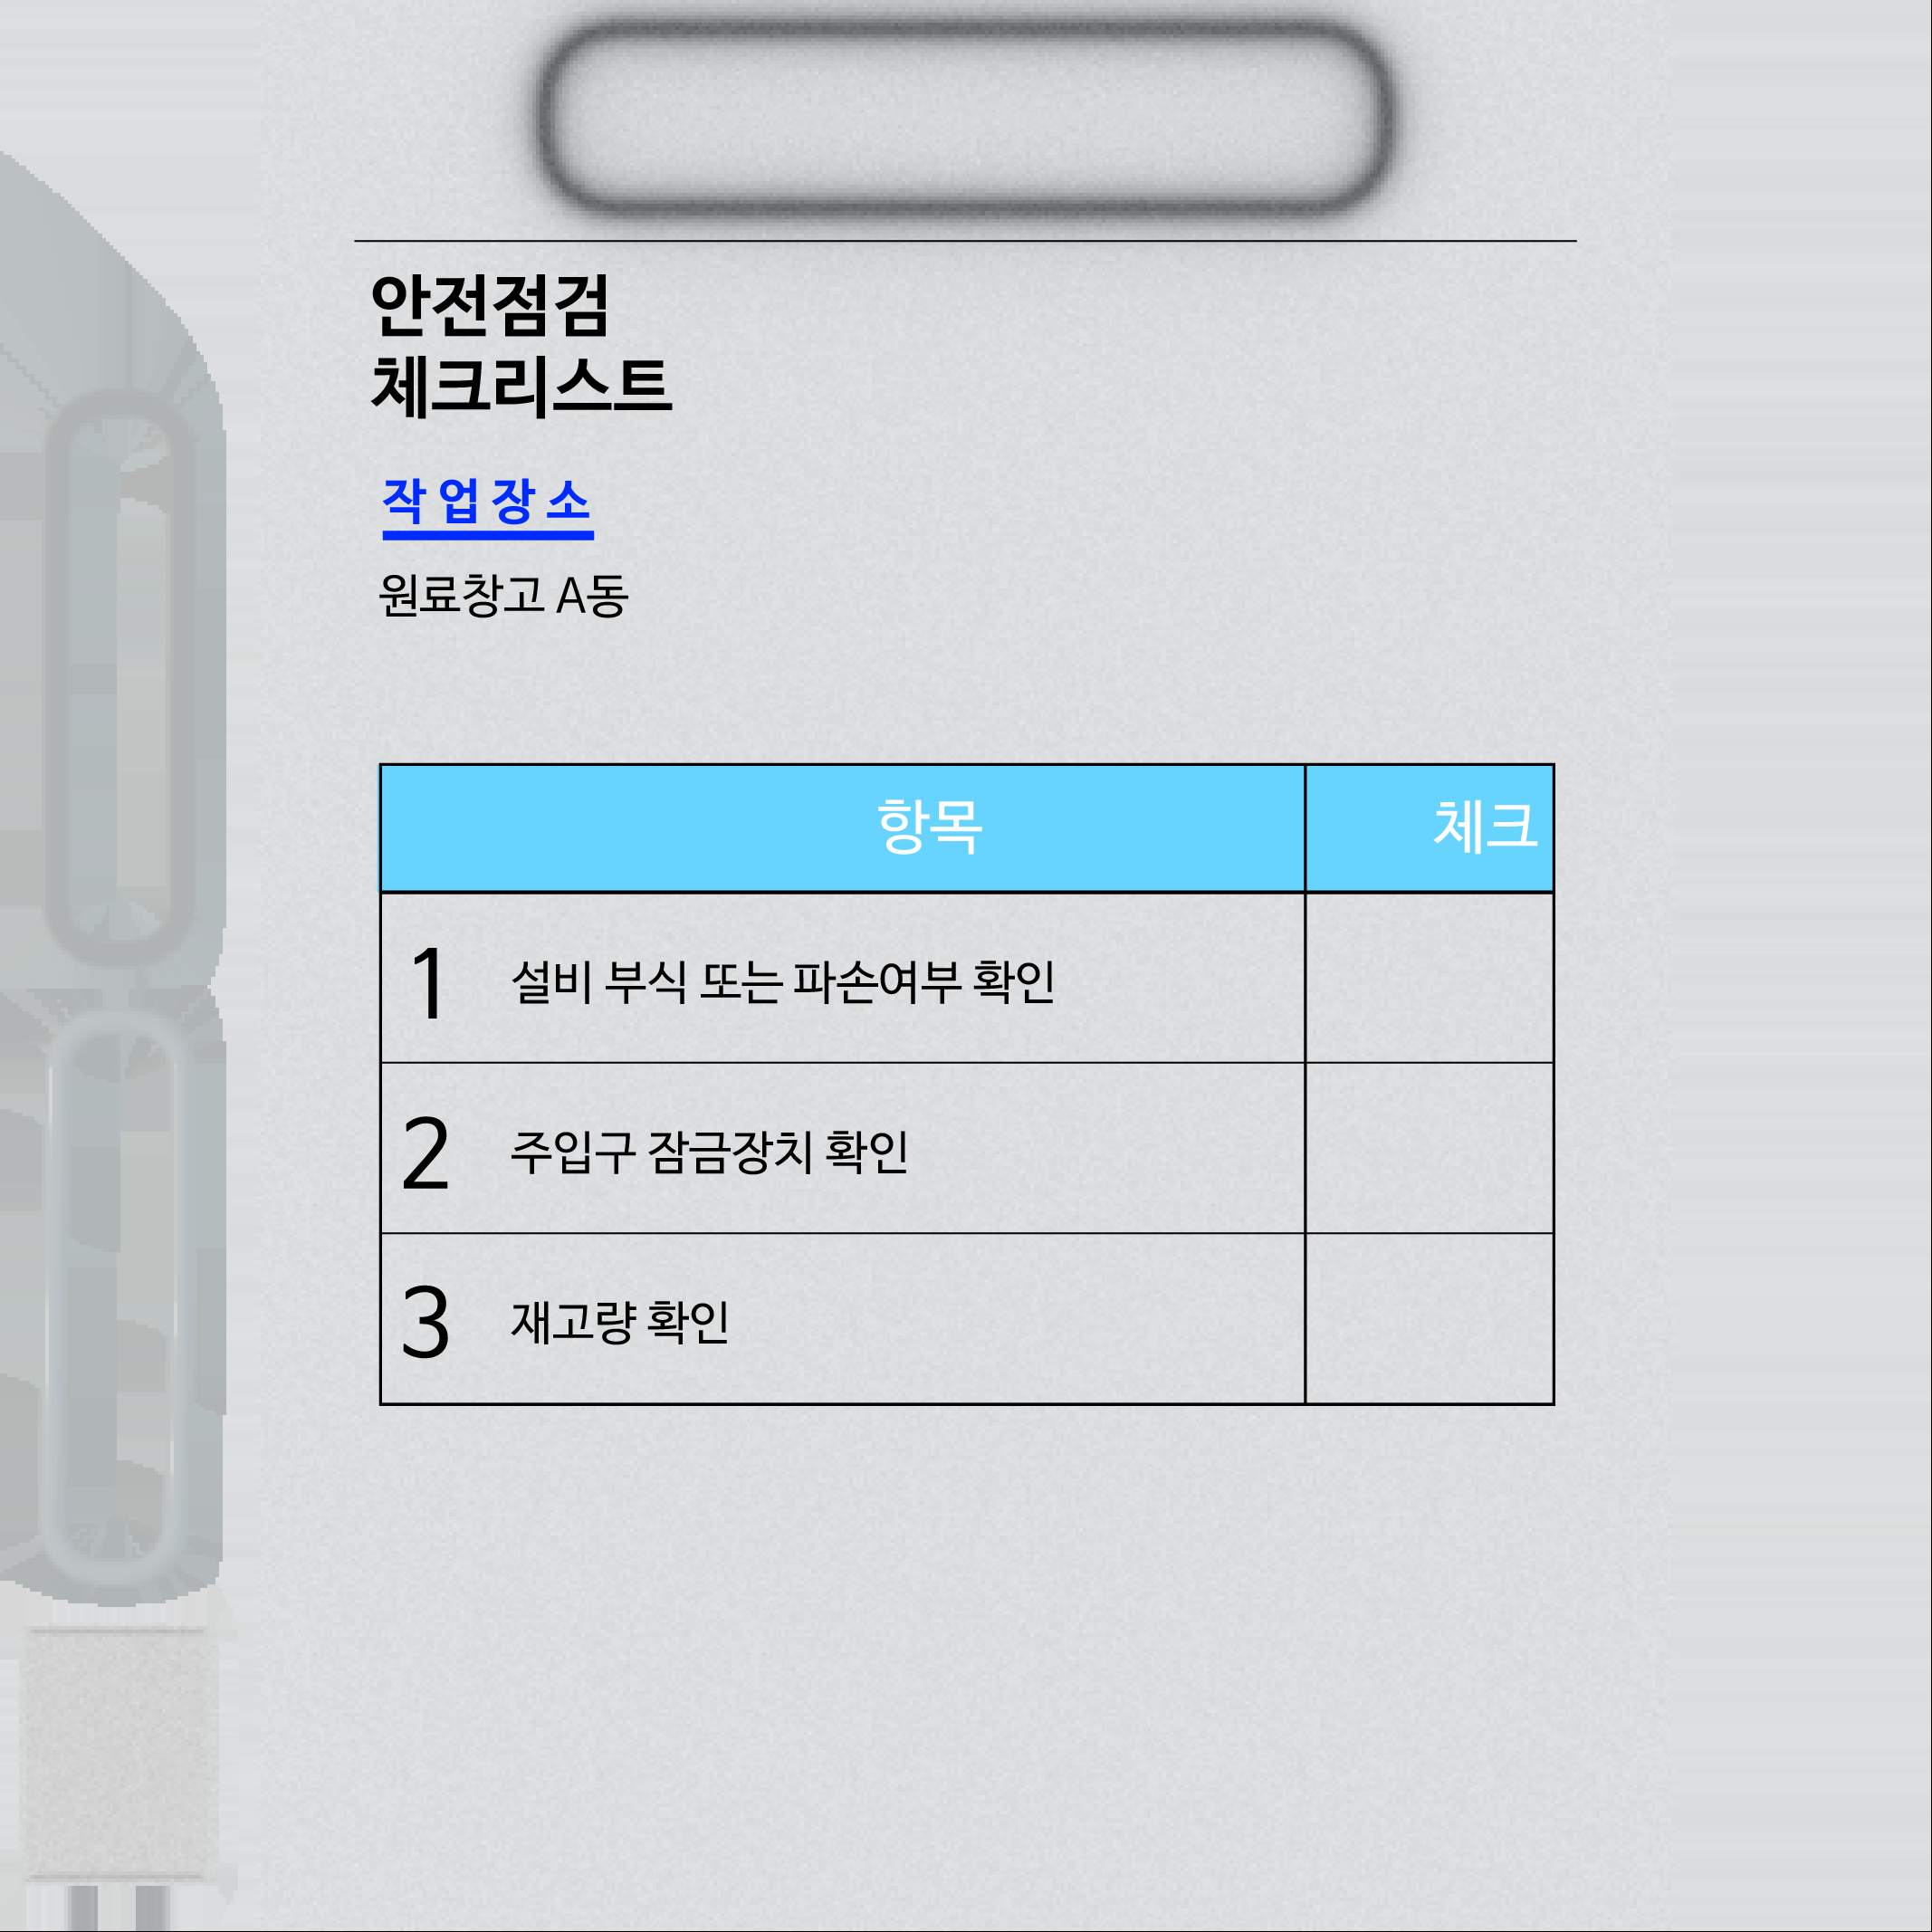 안전점검
체크리스트
작업장소
원료창고 A동
항목 체크
1 설비 부식 또는 파손여부 확인
2 주입구 잠금장치 확인
3 재고량 확인